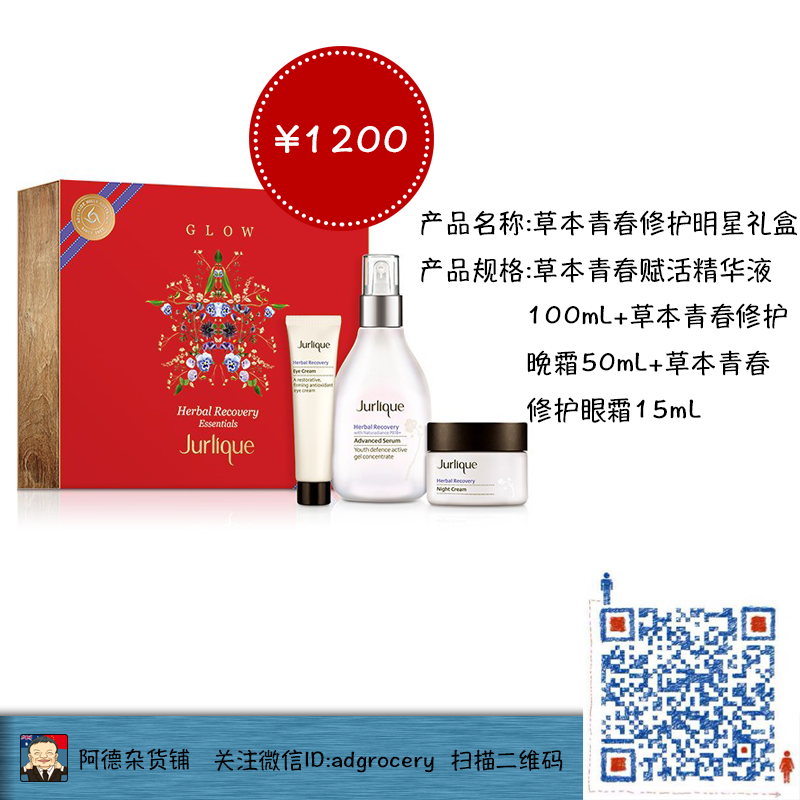 ¥1200
GLOW
Herbal Recovery
Essentials
Jurlique
Jurlique
Herbal Recovery
Eye Cream
A restorative,
firming antioxidant
eye cream
Jurlique
Herbal Recovery
Advanced Serum
Youth defence active
gel concentrate
Jurlique
Herbal Recovery
Night Cream
产品名称:草本青春修护明星礼盒
产品规格:草本青春赋活精华液
100mL+草本青春修护
晚霜50mL+草本青春
修护眼霜15mL
阿德杂货铺 关注微信ID:adgrocery 扫描二维码